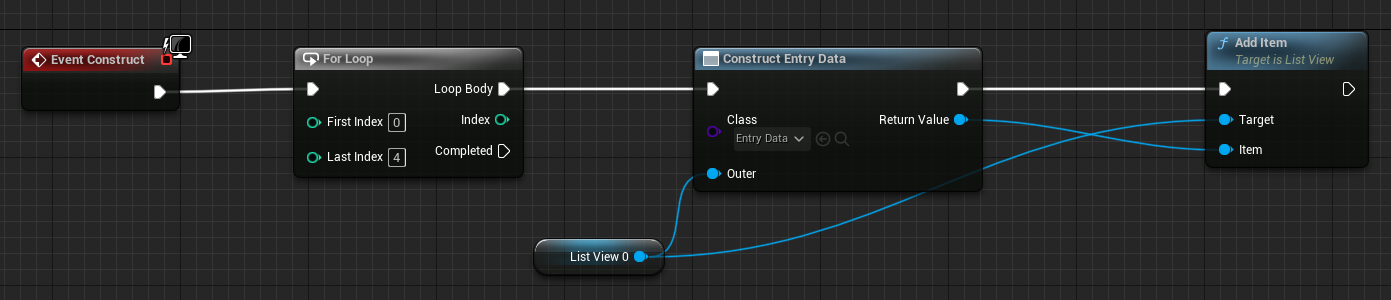 Event Construct
For Loop
Loop Body
First Index 0
Index
Last Index 4
Completed
Construct Entry Data
Class
Entry Data
Return Value
Outer
List View 0
Add Item
Target is List View
Target
Item